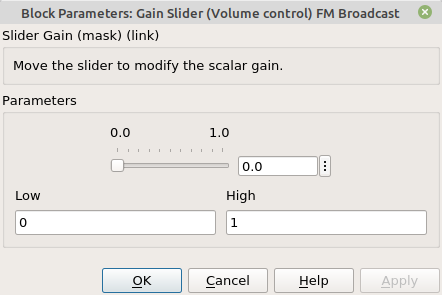 Block Parameters: Gain Slider (Volume control) FM Broadcast
Slider Gain (mask) (link)
Move the slider to modify the scalar gain.
Parameters
0.0 1.0
0.0
Low High
0 1
OK Cancel Help Apply